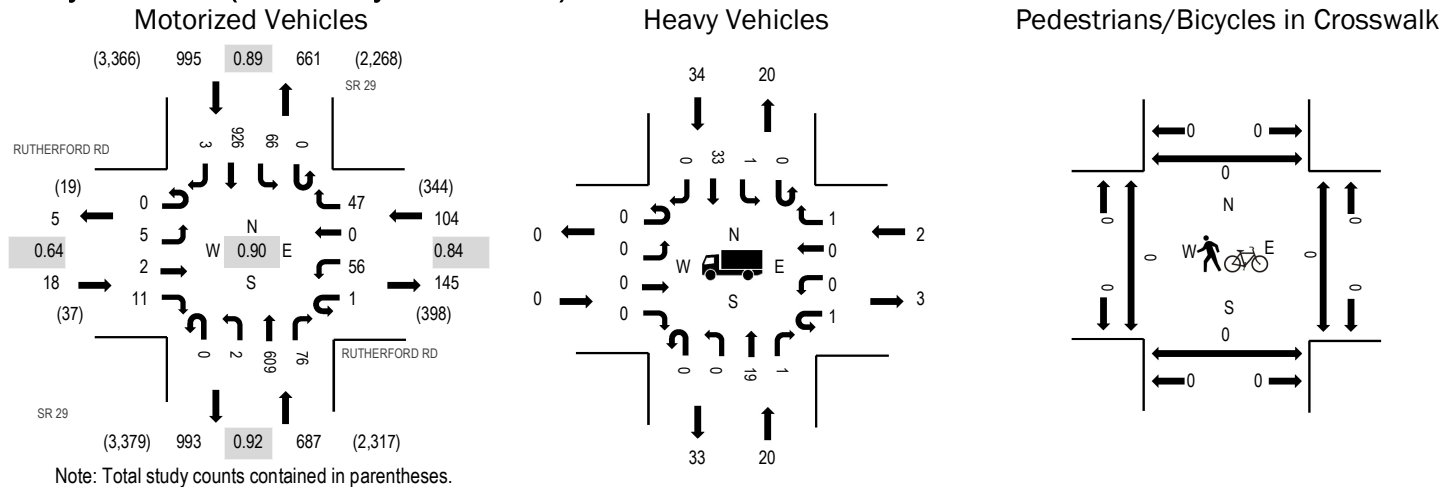 Motorized Vehicles
Heavy Vehicles
Pedestrians/Bicycles in Crosswalk
(3,366) 995 0.89 661 (2,268)
SR 29
RUTHERFORD RD
3 926 66 0
(19)
5
0.64
18
(37)
0
5
2
11
N
W 0.90 E
S
47
0
56
1
(344)
104
0.84
145
(398)
0 2 609 76
RUTHERFORD RD
SR 29
(3,379) 993 0.92 687 (2,317)
Note: Total study counts contained in parentheses.
34 20
0 33 1 0
0
0
0
0
0
0
N
W E
S
1
0
0
1
2
3
0 0 19 1
33 20
0 0
0
0
0
0
N
W E
S
0
0
0
0
0 0